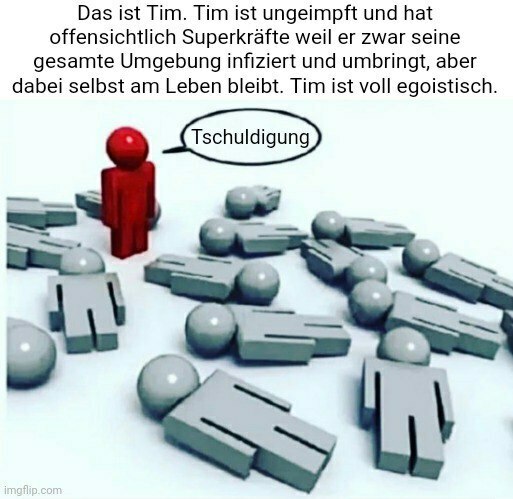 Das ist Tim. Tim ist ungeimpft und hat
offensichtlich Superkräfte weil er zwar seine
gesamte Umgebung infiziert und umbringt, aber
dabei selbst am Leben bleibt. Tim ist voll egoistisch.
Tschuldigung
imgflip.com